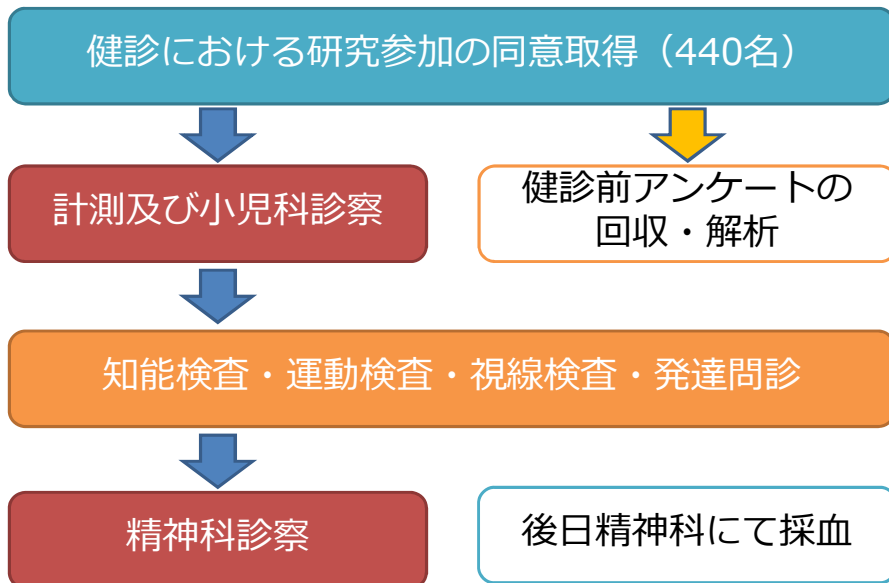 健診における研究参加の同意取得（440名）
計測及び小児科診察
健診前アンケートの
回収・解析
知能検査・運動検査・視線検査・発達問診
精神科診察
後日精神科にて採血